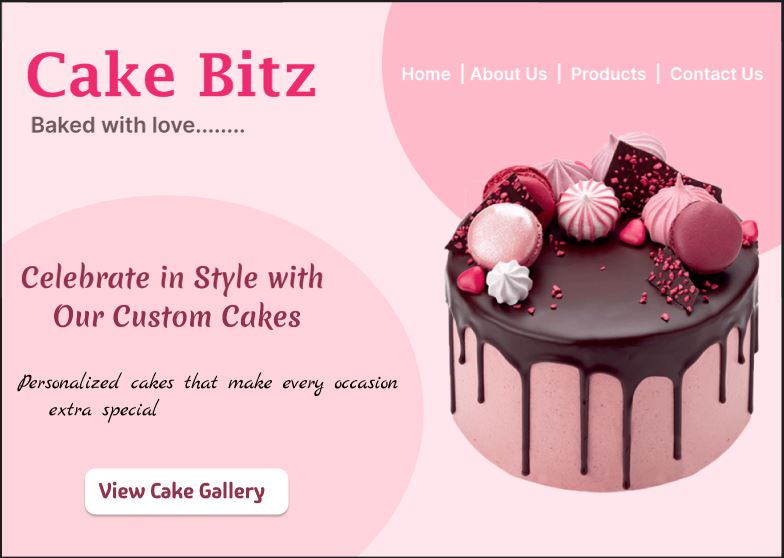 Cake Bitz
Baked with love........
Home | About Us | Products | Contact Us
Celebrate in Style with
Our Custom Cakes
Personalized cakes that make every occasion
extra special
View Cake Gallery